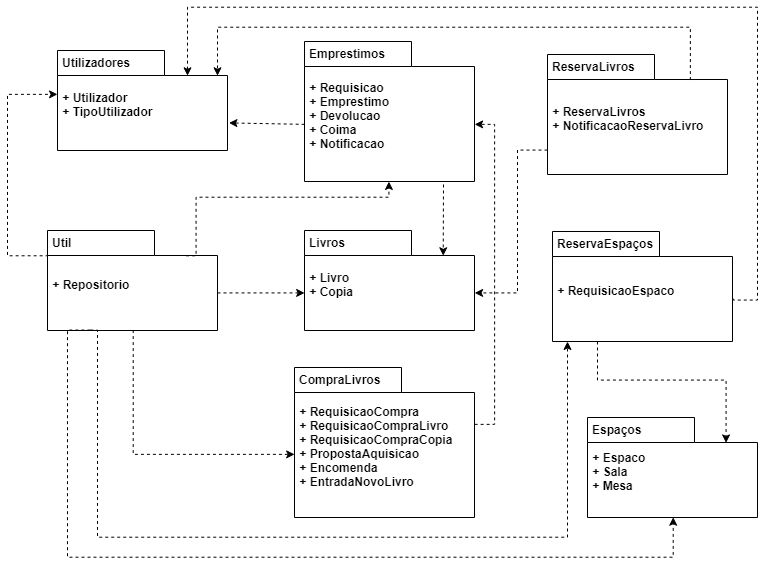 Utilizadores
+ Utilizador
+ TipoUtilizador
Emprestimos
+ Requisicao
+ Emprestimo
+ Devolucao
+ Coima
+ Notificacao
ReservaLivros
+ ReservaLivros
+ NotificacaoReservaLivro
Util
+ Repositorio
Livros
+ Livro
+ Copia
ReservaEspaços
+ RequisicaoEspaco
CompraLivros
+ RequisicaoCompra
+ RequisicaoCompraLivro
+ RequisicaoCompraCopia
+ PropostaAquisicao
+ Encomenda
+ EntradaNovoLivro
Espaços
+ Espaco
+ Sala
+ Mesa